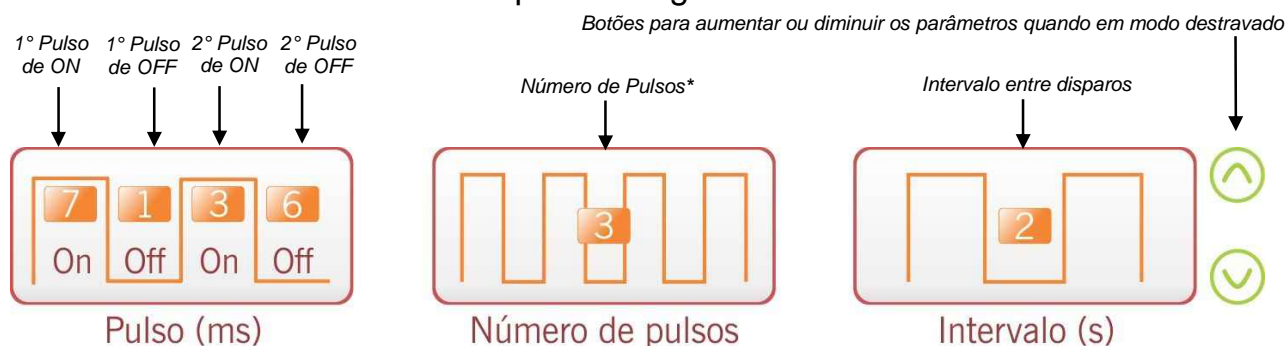 Botões para aumentar ou diminuir os parâmetros quando em modo destravado
1° Pulso de ON
1° Pulso de OFF
2° Pulso de ON
2° Pulso de OFF
Número de Pulsos*
Intervalo entre disparos
7 1 3 6
On Off On Off
3
2
Pulso (ms)
Número de pulsos
Intervalo (s)